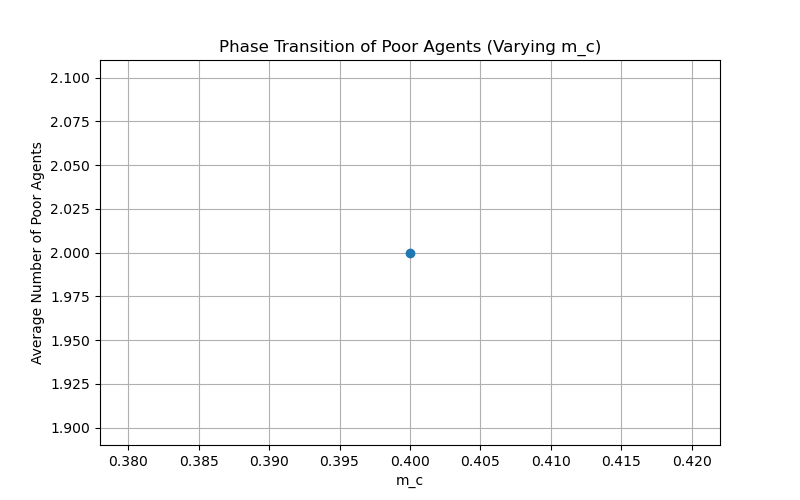 Phase Transition of Poor Agents (Varying m_c)
2.100
2.075
2.050
2.025
2.000
1.975
1.950
1.925
1.900
Average Number of Poor Agents
0.380 0.385 0.390 0.395 0.400 0.405 0.410 0.415 0.420
m_c